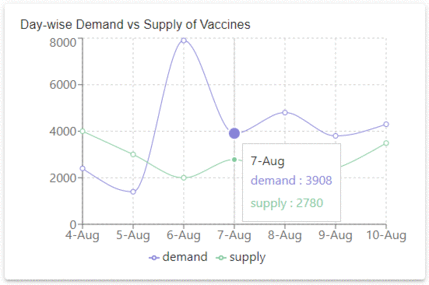 Day-wise Demand vs Supply of Vaccines
8000
6000
4000
2000
0
7-Aug
demand : 3908
supply : 2780
4-Aug 5-Aug 6-Aug 7-Aug 8-Aug 9-Aug 10-Aug
demand supply